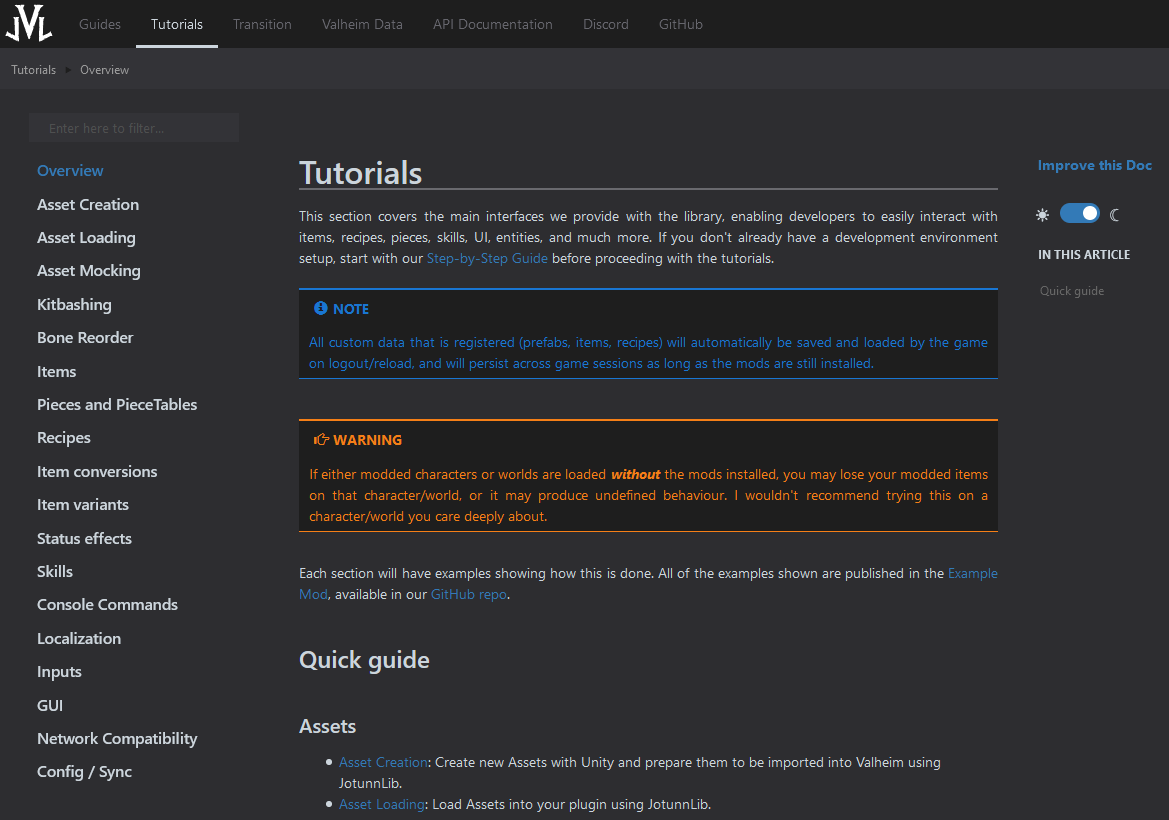 JVL
Guides Tutorials Transition Valheim Data API Documentation Discord GitHub
Tutorials Overview
Enter here to filter...
Overview
Asset Creation
Asset Loading
Asset Mocking
Kitbashing
Bone Reorder
Items
Pieces and PieceTables
Recipes
Item conversions
Item variants
Status effects
Skills
Console Commands
Localization
Inputs
GUI
Network Compatibility
Config / Sync
Tutorials
This section covers the main interfaces we provide with the library, enabling developers to easily interact with
items, recipes, pieces, skills, UI, entities, and much more. If you don't already have a development environment
setup, start with our Step-by-Step Guide before proceeding with the tutorials.
NOTE
All custom data that is registered (prefabs, items, recipes) will automatically be saved and loaded by the game
on logout/reload, and will persist across game sessions as long as the mods are still installed.
WARNING
If either modded characters or worlds are loaded without the mods installed, you may lose your modded items
on that character/world, or it may produce undefined behaviour. I wouldn't recommend trying this on a
character/world you care deeply about.
Each section will have examples showing how this is done. All of the examples shown are published in the Example
Mod, available in our GitHub repo.
Quick guide
Assets
• Asset Creation: Create new Assets with Unity and prepare them to be imported into Valheim using
JotunnLib.
• Asset Loading: Load Assets into your plugin using JotunnLib.
Improve this Doc
IN THIS ARTICLE
Quick guide